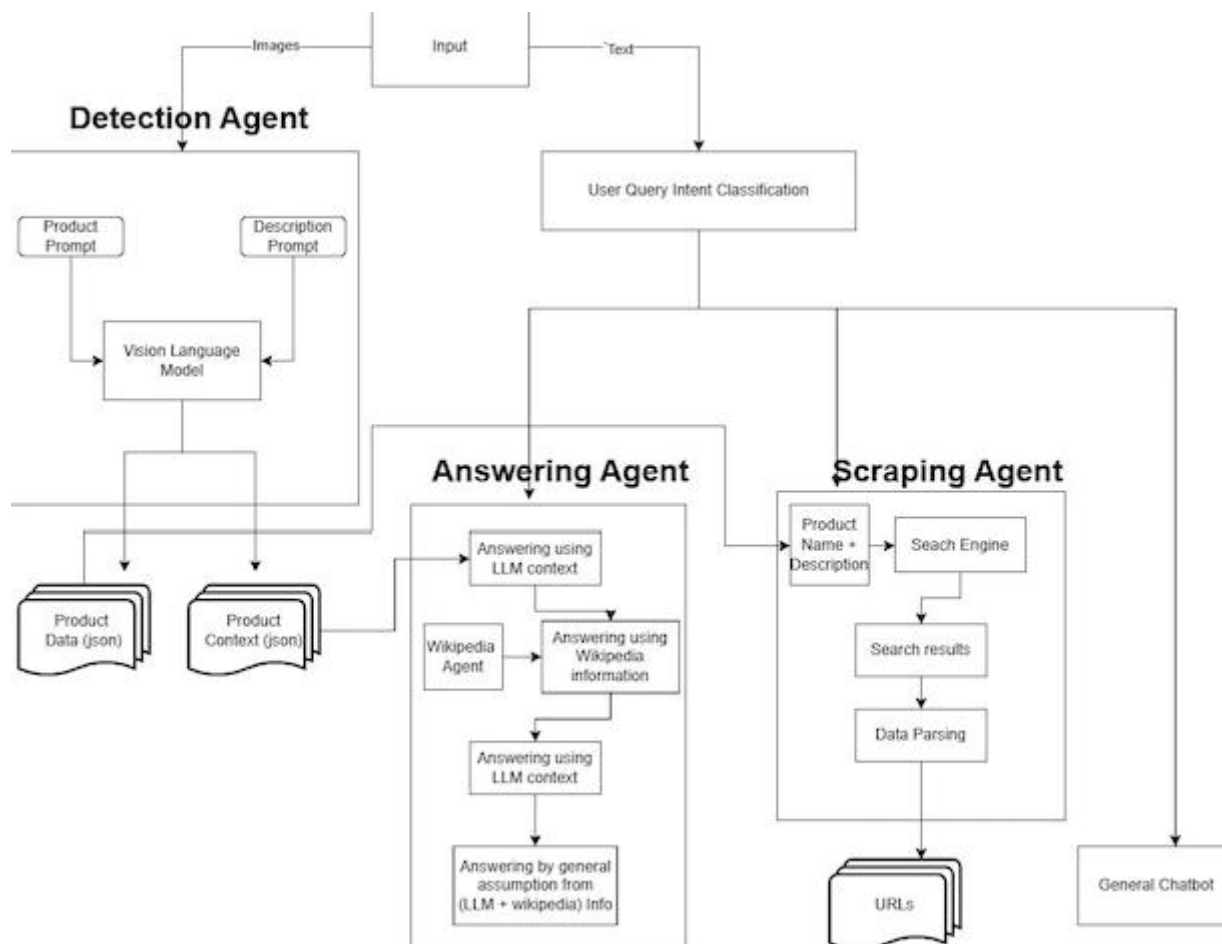 Images
Input
`Text
Detection Agent
User Query Intent Classification
Product
Prompt
Description
Prompt
Vision Language
Model
Answering Agent
Scraping Agent
Product
Name +
Description
Seach Engine
Answering using
LLM context
Product
Data (json)
Product
Context (json)
Wikipedia
Agent
Answering using
Wikipedia
information
Search results
Answering using
LLM context
Data Parsing
Answering by general
assumption from
(LLM + wikipedia) Info
URLs
General Chatbot